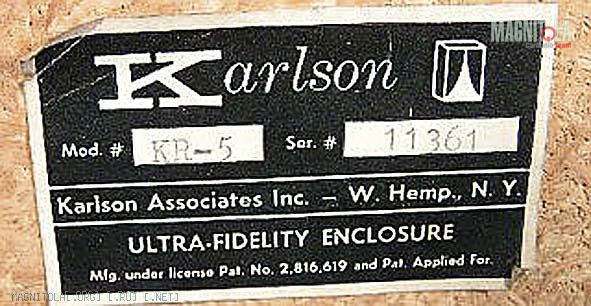 Karlson
Mod. # KR-5 Ser. # 11361
Karlson Associates Inc. — W. Hemp., N. Y.
ULTRA-FIDELITY ENCLOSURE
Mfg. under license Pat. No. 2,816,619 and Pat. Applied For.